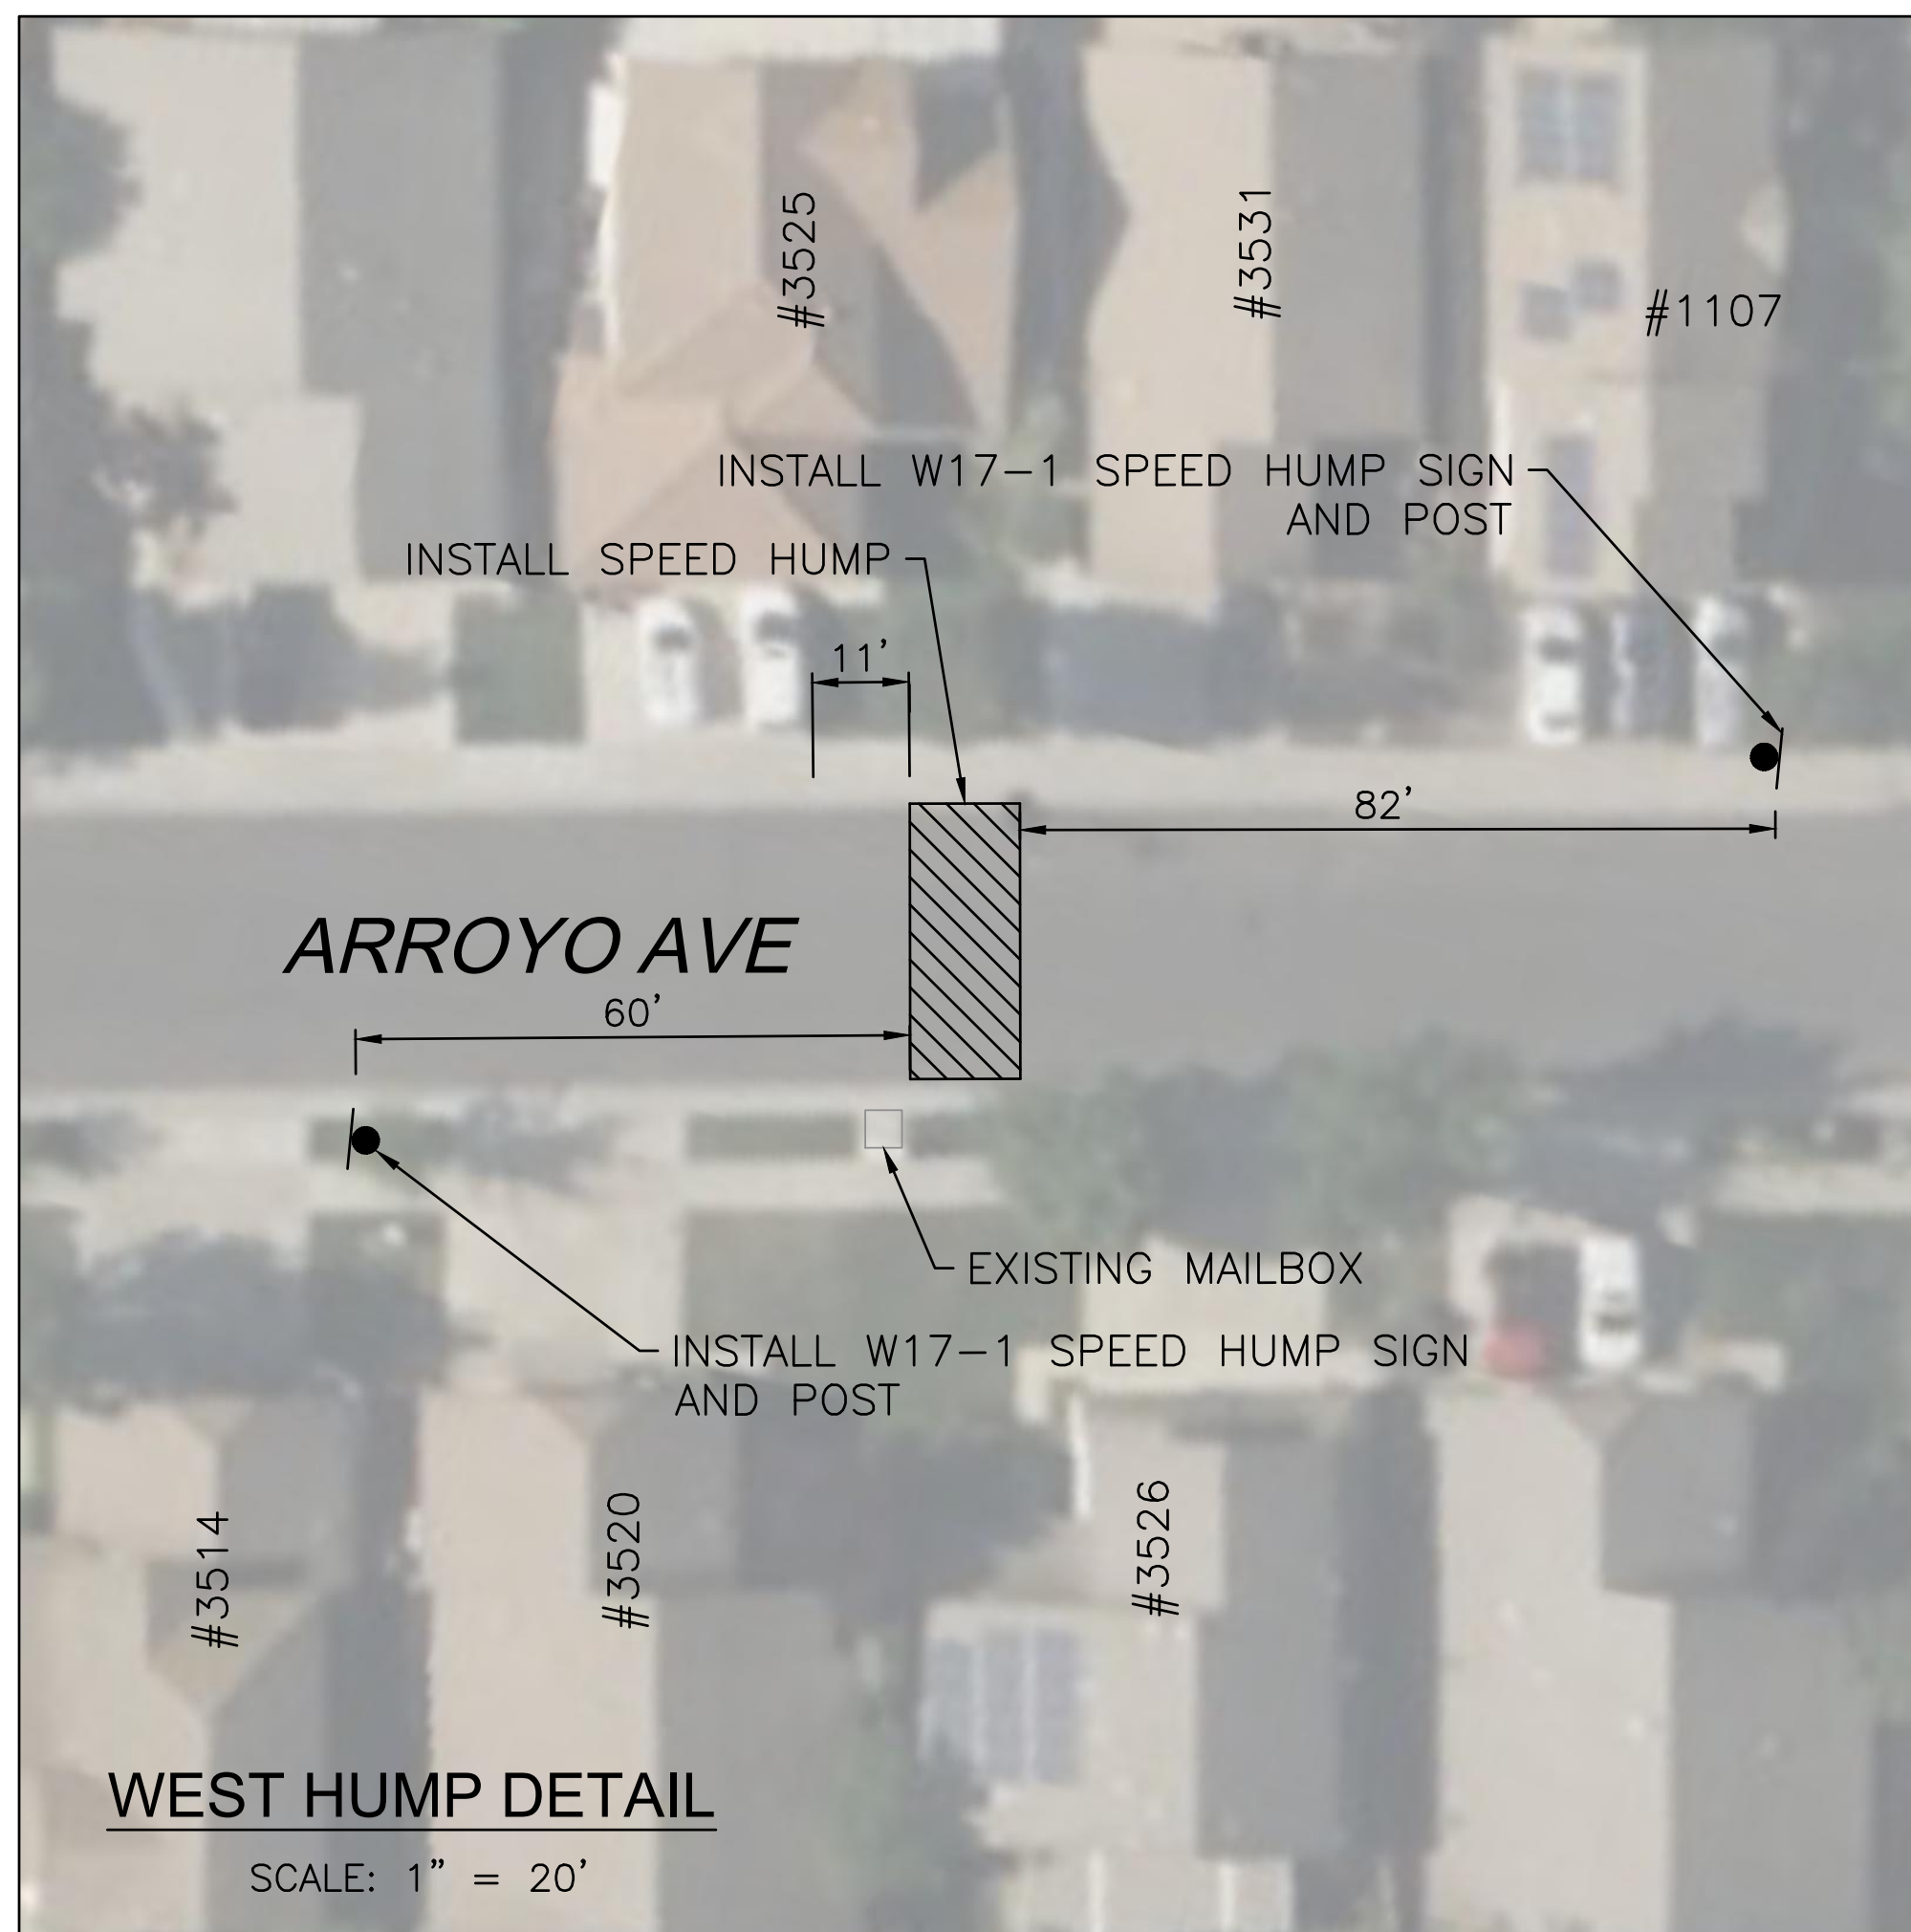 #3525
#3531
#1107
INSTALL W17-1 SPEED HUMP SIGN
AND POST
INSTALL SPEED HUMP
11'
82'
ARROYO AVE
60'
EXISTING MAILBOX
INSTALL W17-1 SPEED HUMP SIGN
AND POST
#3514
#3520
#3526
WEST HUMP DETAIL
SCALE: 1" = 20'